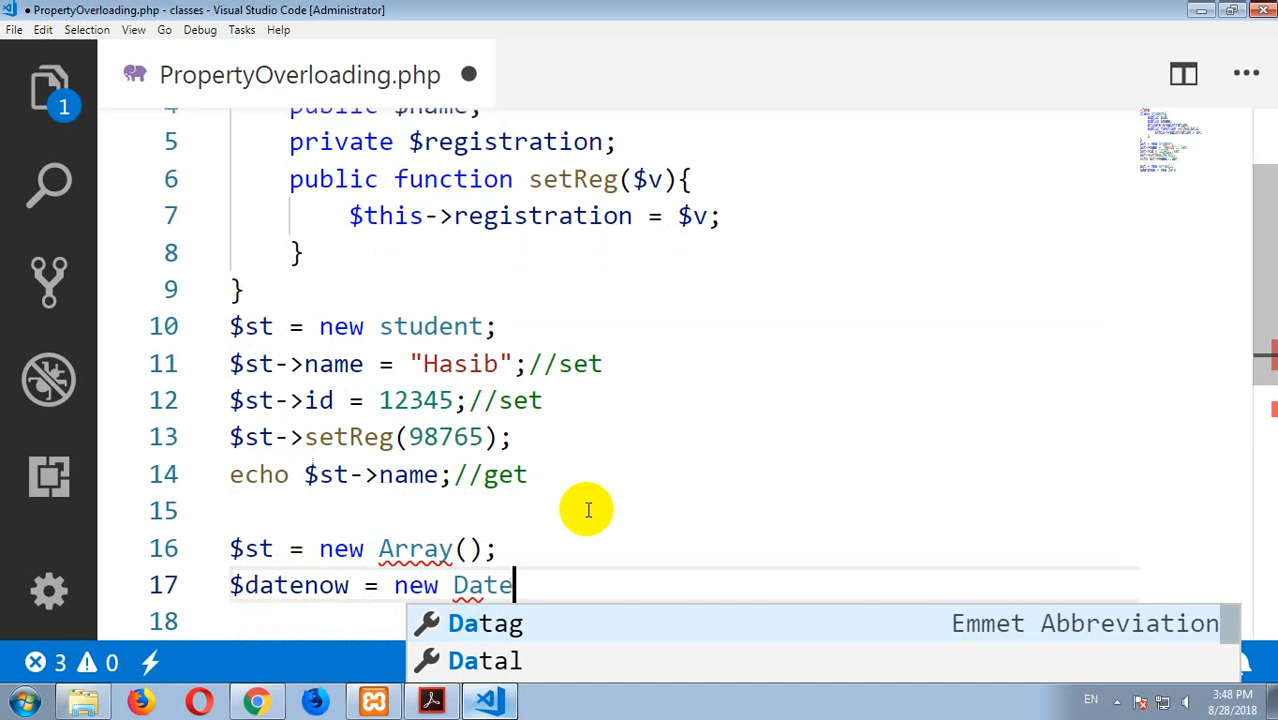 PropertyOverloading.php - classes - Visual Studio Code [Administrator]
File Edit Selection View Go Debug Tasks Help
1
PropertyOverloading.php
4 public $name;
5 private $registration;
6 public function setReg($v){
7 $this->registration = $v;
8 }
9 }
10 $st = new student;
11 $st->name = "Hasib";//set
12 $st->id = 12345;//set
13 $st->setReg(98765);
14 echo $st->name;//get
15
16 $st = new Array();
17 $datenow = new Date
18
Datag Emmet Abbreviation
Datal
3 0
EN 3:48 PM
8/28/2018